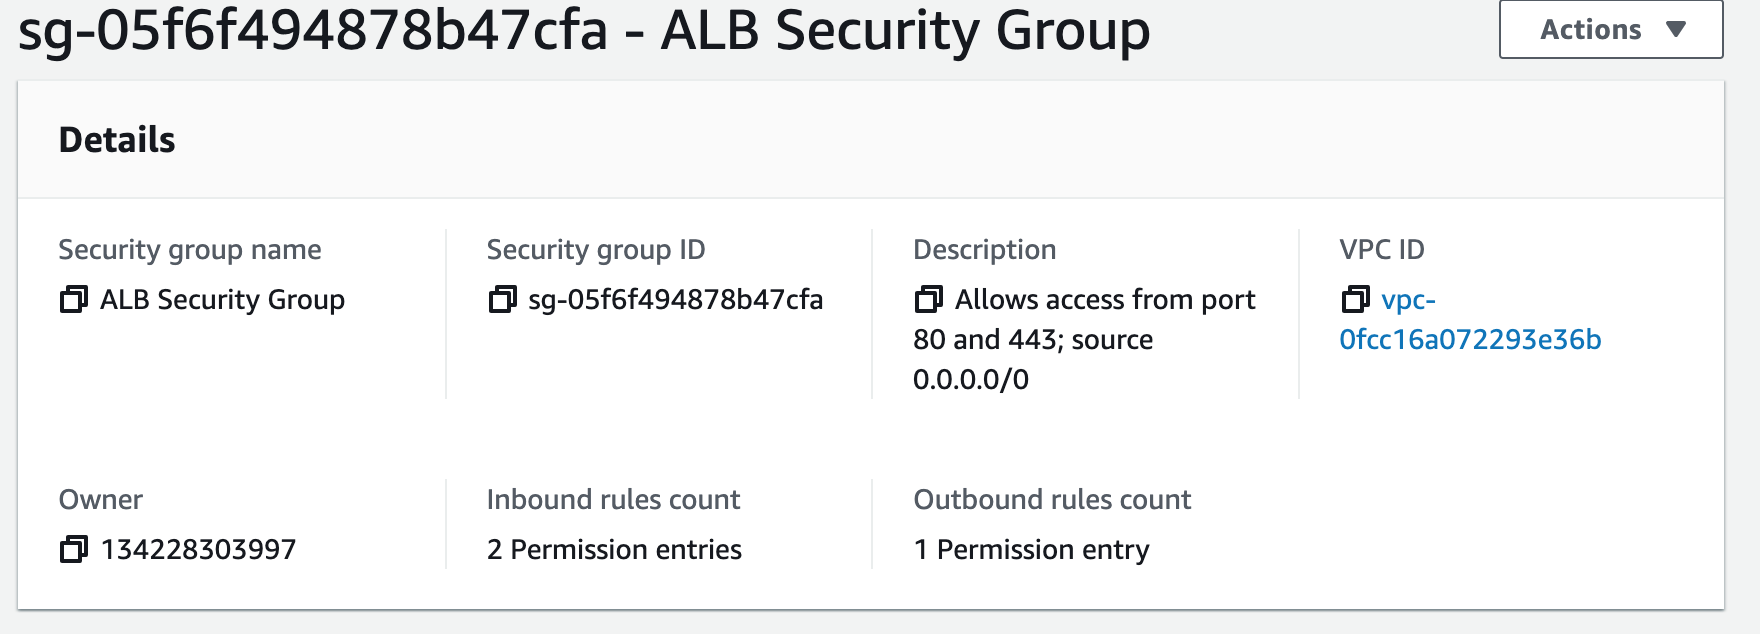 sg-05f6f494878b47cfa - ALB Security Group
Actions
Details
Security group name
ALB Security Group
Security group ID
sg-05f6f494878b47cfa
Description
Allows access from port
80 and 443; source
0.0.0.0/0
VPC ID
vpc-
0fcc16a072293e36b
Owner
134228303997
Inbound rules count
2 Permission entries
Outbound rules count
1 Permission entry